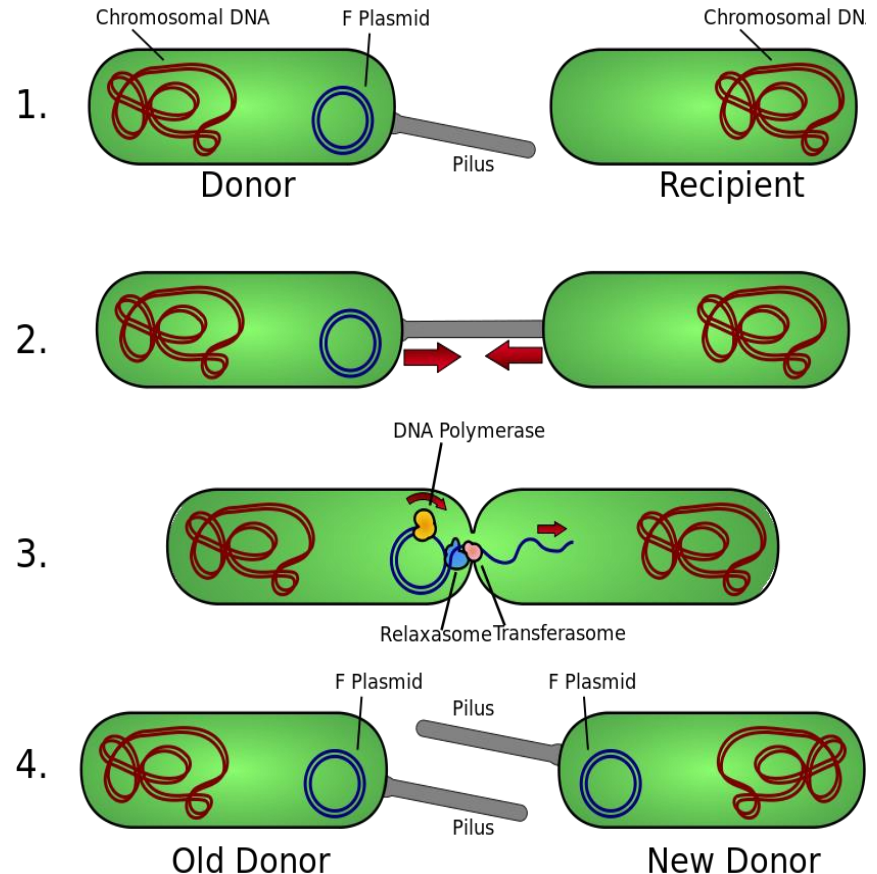 Chromosomal DNA
F Plasmid
Chromosomal DN
1.
Pilus
Donor
Recipient
2.
DNA Polymerase
3.
Relaxasome
Transferasome
F Plasmid
F Plasmid
Pilus
4.
Pilus
Old Donor
New Donor